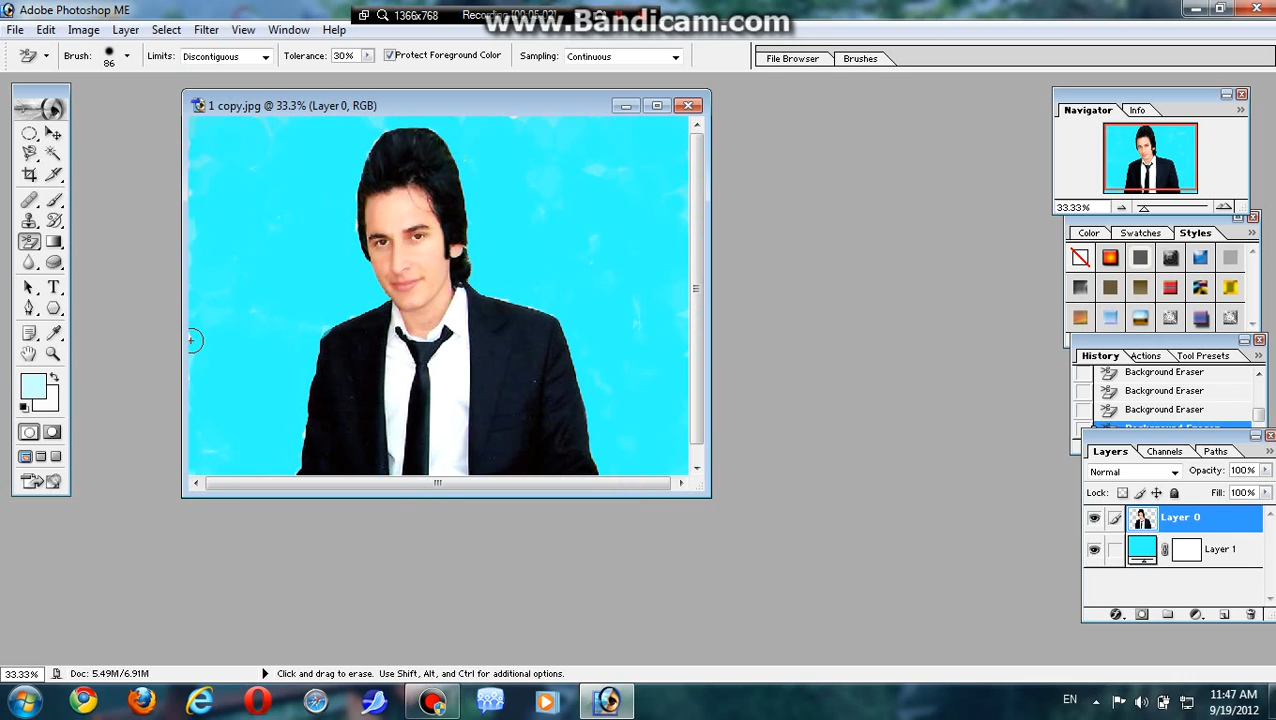 Adobe Photoshop ME
1366x768
www.Bandicam.com
File Edit Image Layer Select Filter View Window Help
Brush: 86 Limits: Discontiguous Tolerance: 30% Protect Foreground Color Sampling: Continuous
File Browser Brushes
1 copy.jpg @ 33.3% (Layer 0, RGB)
Navigator Info
33.33%
Color Swatches Styles
History Actions Tool Presets
Background Eraser
Background Eraser
Background Eraser
Layers Channels Paths
Normal Opacity: 100%
Lock: Fill: 100%
Layer 0
Layer 1
33.33% Doc: 5.49M/6.91M Click and drag to erase. Use Shift, Alt, and Ctrl for additional options.
EN
11:47 AM
9/19/2012